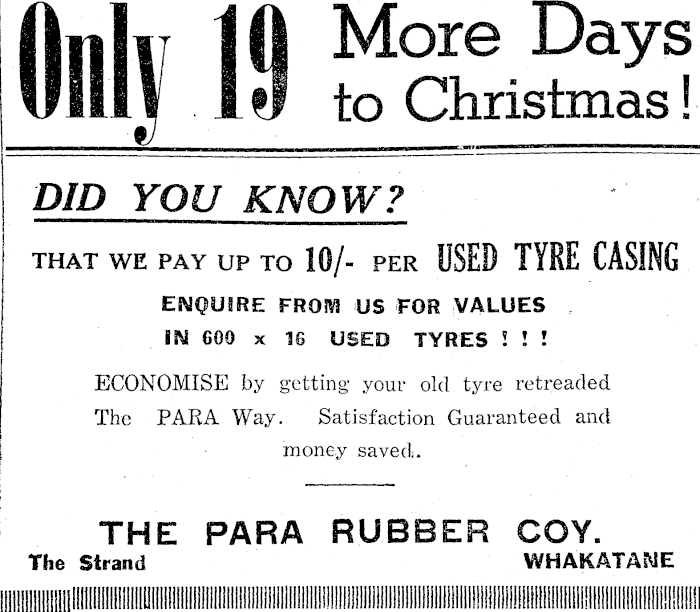 Only 19 More Days
to Christmas!
DID YOU KNOW?
THAT WE PAY UP TO 10/- PER USED TYRE CASING
ENQUIRE FROM US FOR VALUES
IN 600 x 16 USED TYRES ! ! !
ECONOMISE by getting your old tyre retreaded
The PARA Way. Satisfaction Guaranteed and
money saved.
THE PARA RUBBER COY.
The Strand WHAKATANE